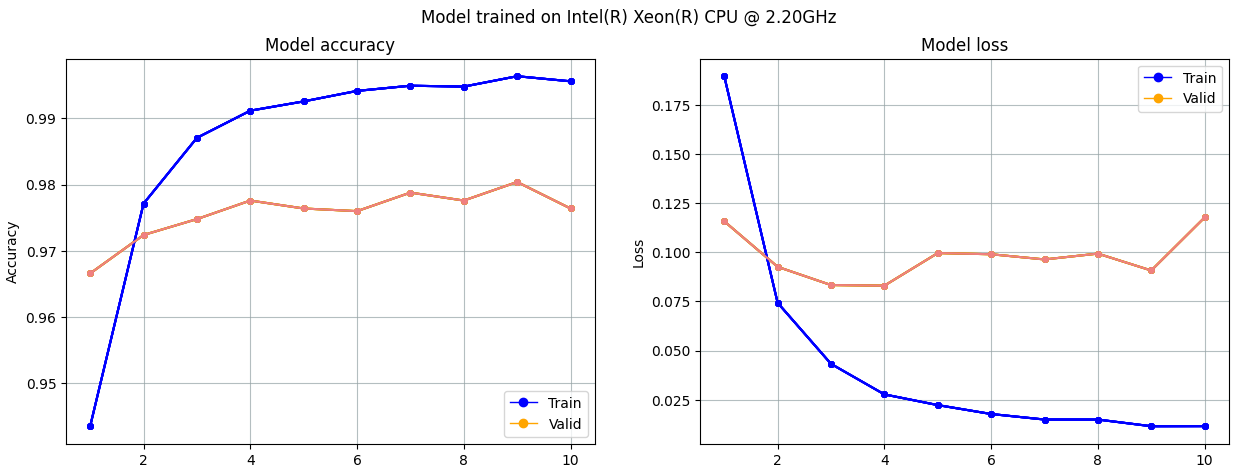 Model trained on Intel(R) Xeon(R) CPU @ 2.20GHz
Model accuracy
Accuracy
0.99
0.98
0.97
0.96
0.95
2 4 6 8 10
Train
Valid
Model loss
Loss
0.175
0.150
0.125
0.100
0.075
0.050
0.025
2 4 6 8 10
Train
Valid